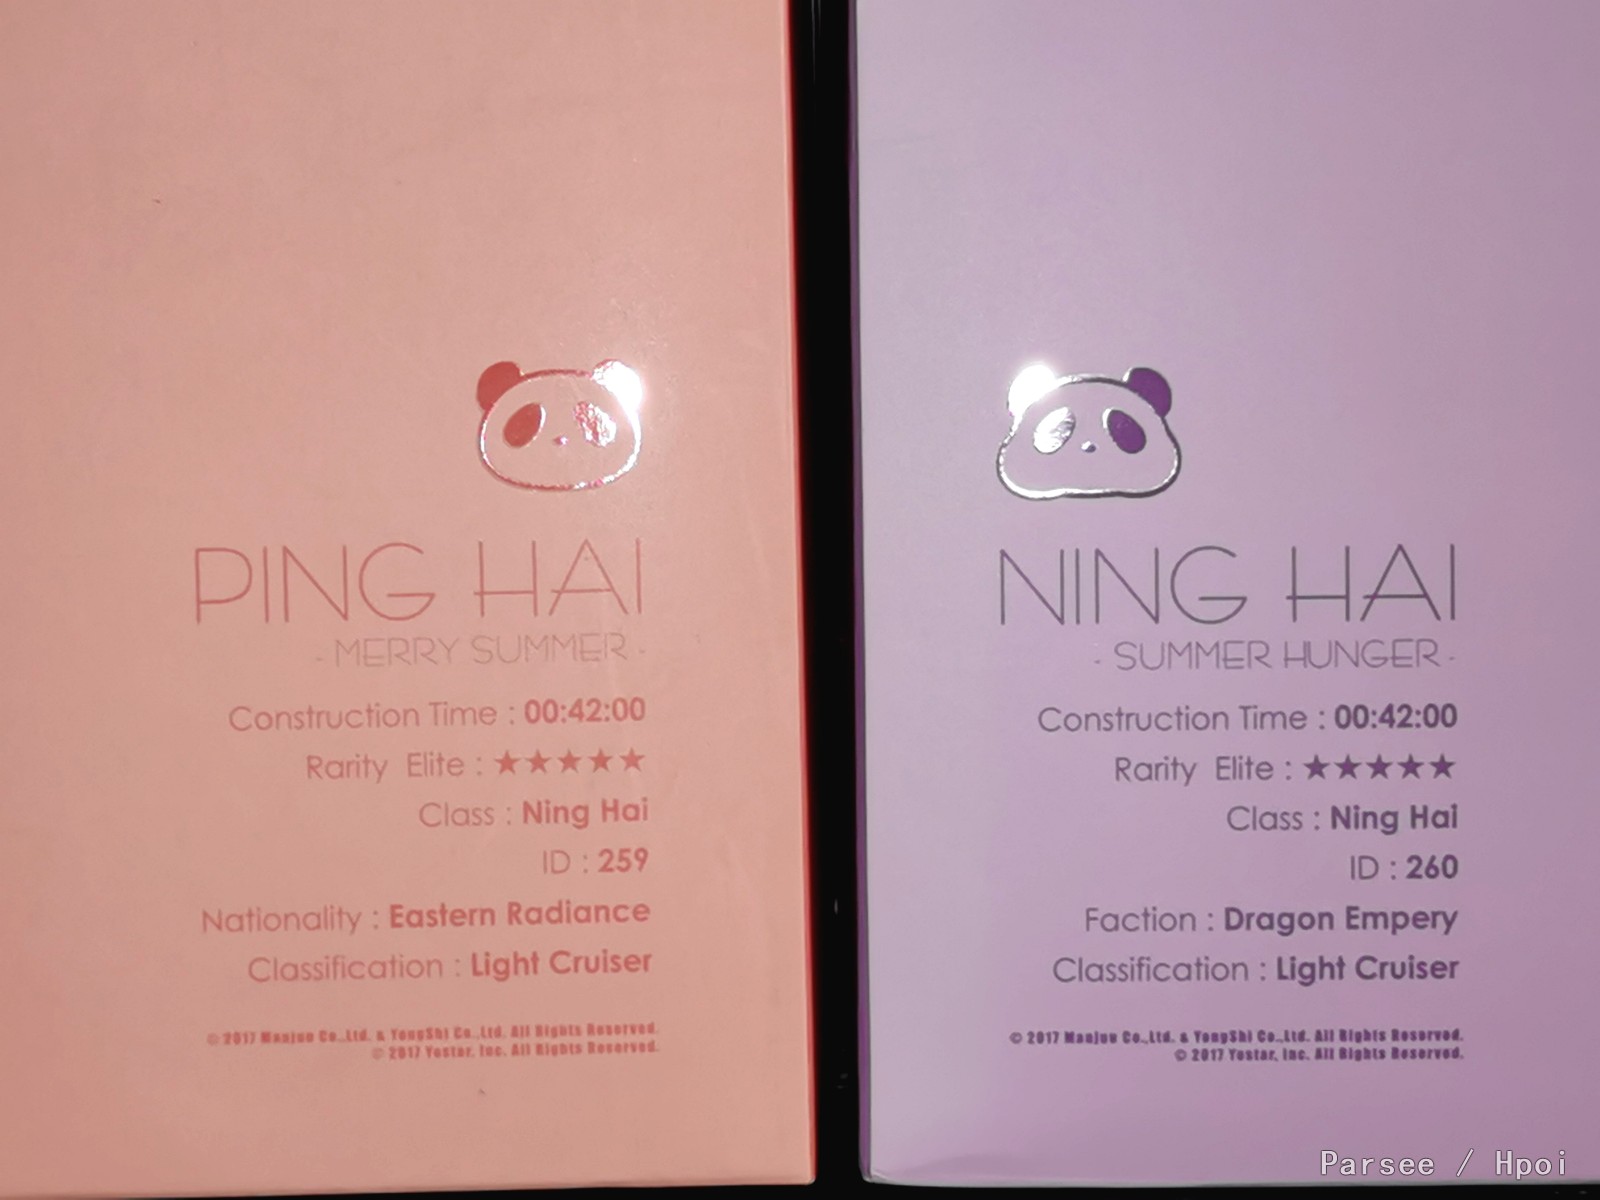 PING HAI
- MERRY SUMMER -
Construction Time : 00:42:00
Rarity Elite : ★★★★★
Class : Ning Hai
ID : 259
Nationality : Eastern Radiance
Classification : Light Cruiser
© 2017 Manjuu Co.,Ltd. & YongShi Co.,Ltd. All Rights Reserved.
© 2017 Yostar, Inc. All Rights Reserved.
NING HAI
- SUMMER HUNGER -
Construction Time : 00:42:00
Rarity Elite : ★★★★★
Class : Ning Hai
ID : 260
Faction : Dragon Empery
Classification : Light Cruiser
© 2017 Manjuu Co.,Ltd. & YongShi Co.,Ltd. All Rights Reserved.
© 2017 Yostar, Inc. All Rights Reserved.
Parsee / Hpoi